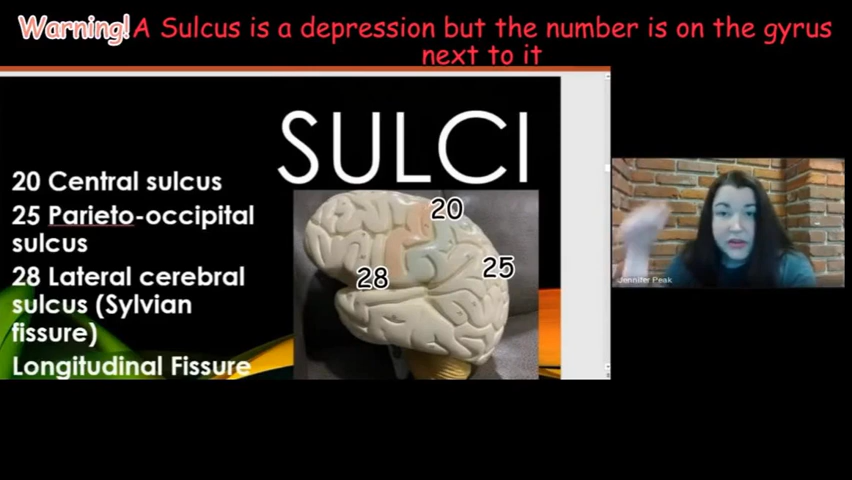 Warning! A Sulcus is a depression but the number is on the gyrus
next to it
SULCI
20 Central sulcus
25 Parieto-occipital
sulcus
28 Lateral cerebral
sulcus (Sylvian
fissure)
Longitudinal Fissure
20
25
28
Jennifer Peak